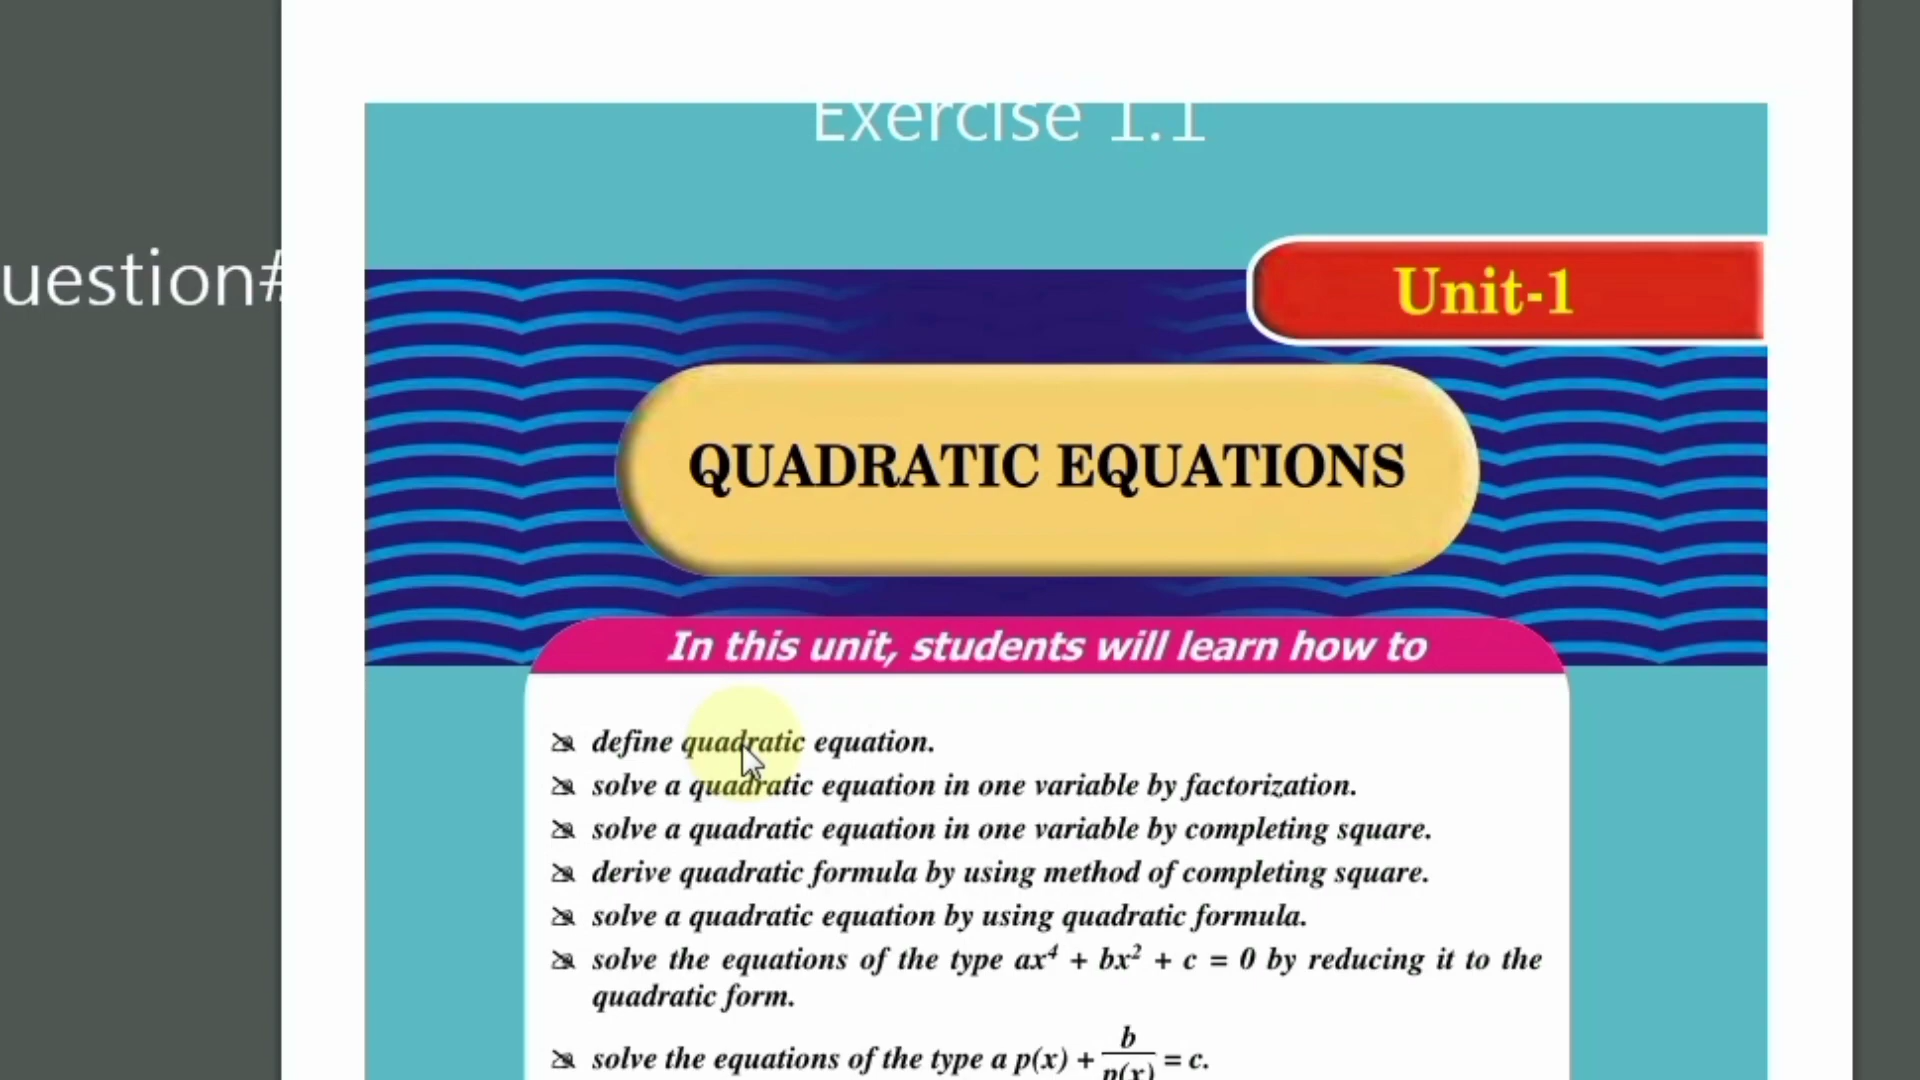 Exercise 1.1
uestion#
Unit-1
QUADRATIC EQUATIONS
In this unit, students will learn how to
define quadratic equation.
solve a quadratic equation in one variable by factorization.
solve a quadratic equation in one variable by completing square.
derive quadratic formula by using method of completing square.
solve a quadratic equation by using quadratic formula.
solve the equations of the type ax⁴ + bx² + c = 0 by reducing it to the
quadratic form.
solve the equations of the type a p(x) + b/p(x) = c.